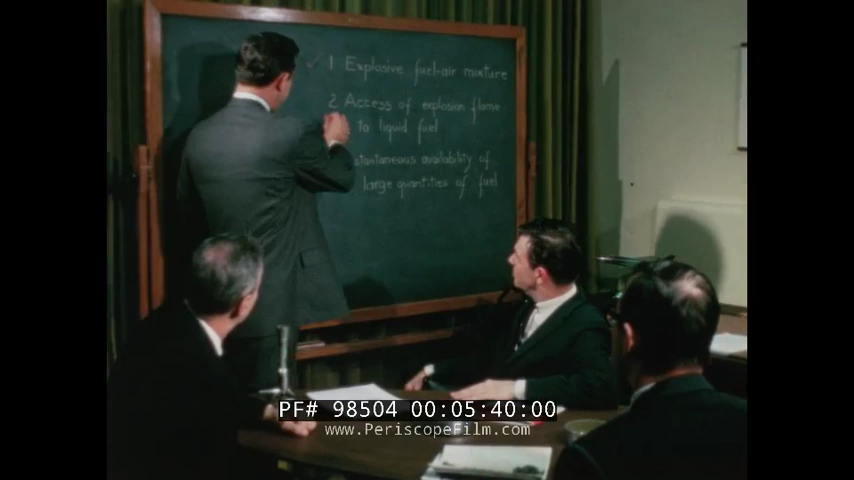 1 Explosive fuel-air mixture
2 Access of explosion flame
to liquid fuel
stantaneous availability of
large quantities of fuel
PF# 98504 00:05:40:00
www.PeriscopeFilm.com